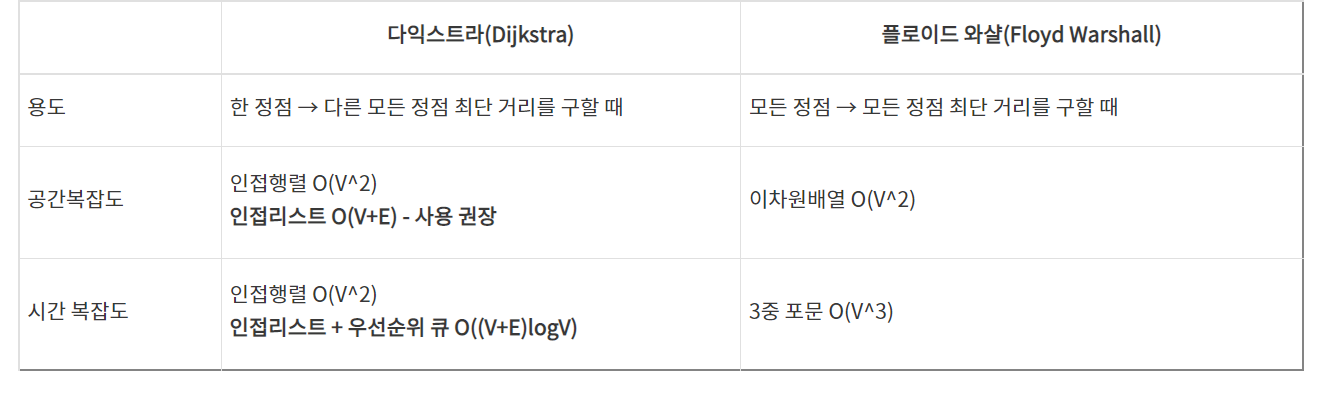 다익스트라(Dijkstra)
플로이드 와샬(Floyd Warshall)
용도
한 정점 → 다른 모든 정점 최단 거리를 구할 때
모든 정점 → 모든 정점 최단 거리를 구할 때
공간복잡도
인접행렬 O(V^2)
인접리스트 O(V+E) - 사용 권장
이차원배열 O(V^2)
시간 복잡도
인접행렬 O(V^2)
인접리스트 + 우선순위 큐 O((V+E)logV)
3중 포문 O(V^3)